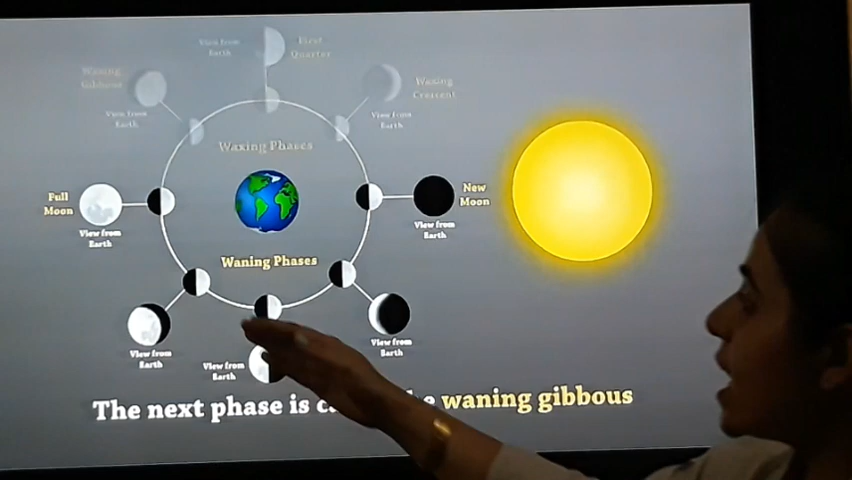 View from
Earth
First
Quarter
Waxing
Gibbous
View from
Earth
Waxing
Crescent
View from
Earth
Waxing Phases
Full
Moon
View from
Earth
New
Moon
View from
Earth
Waning Phases
View from
Earth
View from
Earth
View from
Earth
The next phase is waning gibbous